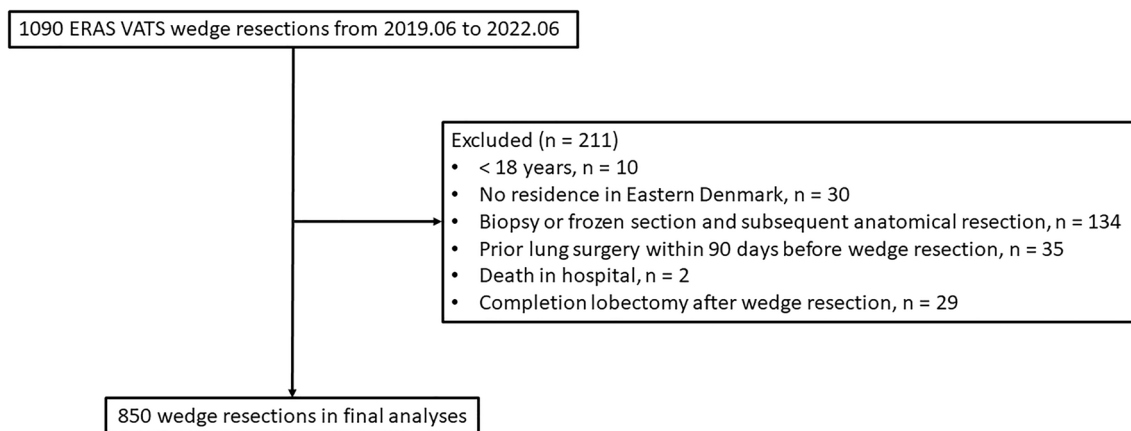 1090 ERAS VATS wedge resections from 2019.06 to 2022.06
Excluded (n = 211)
• < 18 years, n = 10
• No residence in Eastern Denmark, n = 30
• Biopsy or frozen section and subsequent anatomical resection, n = 134
• Prior lung surgery within 90 days before wedge resection, n = 35
• Death in hospital, n = 2
• Completion lobectomy after wedge resection, n = 29
850 wedge resections in final analyses